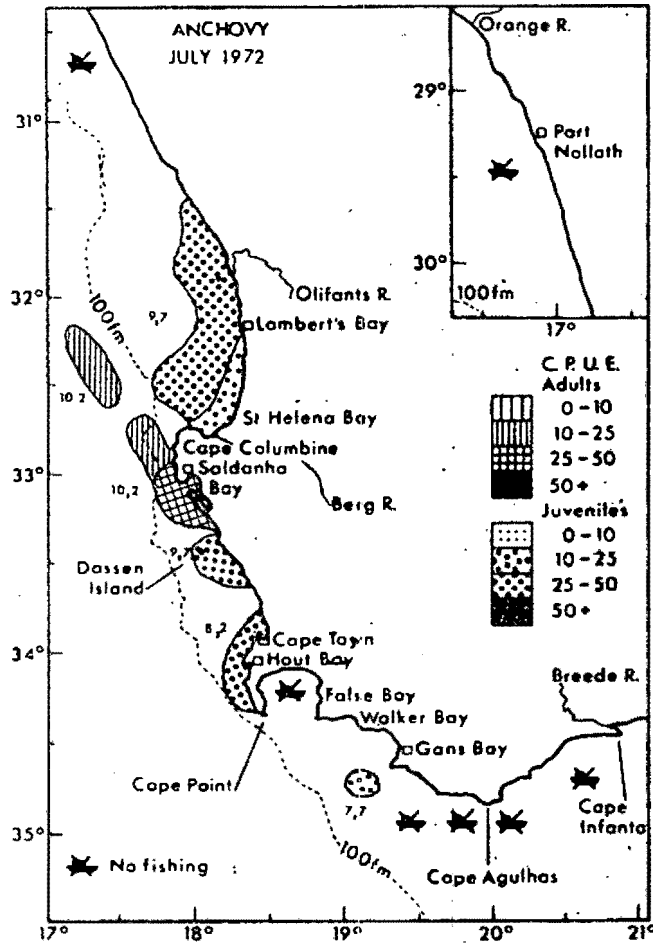 ANCHOVY
JULY 1972
Orange R.
29°
Port
Nollath
30°
100fm
17°
31°
32°
33°
34°
35°
Olifants R.
Lambert's Bay
100fm
9,7
10,2
St Helena Bay
Cape Columbine
Saldanha
Bay
10,2
Berg R.
9,7
Dassen
Island
8,2
Cape Town
Hout Bay
False Bay
Walker Bay
Gans Bay
Breede R.
Cape Point
7,7
100fm
Cape
Infanta
Cape Agulhas
No fishing
C.P.U.E.
Adults
0-10
10-25
25-50
50+
Juveniles
0-10
10-25
25-50
50+
17°
18°
19°
20°
21°